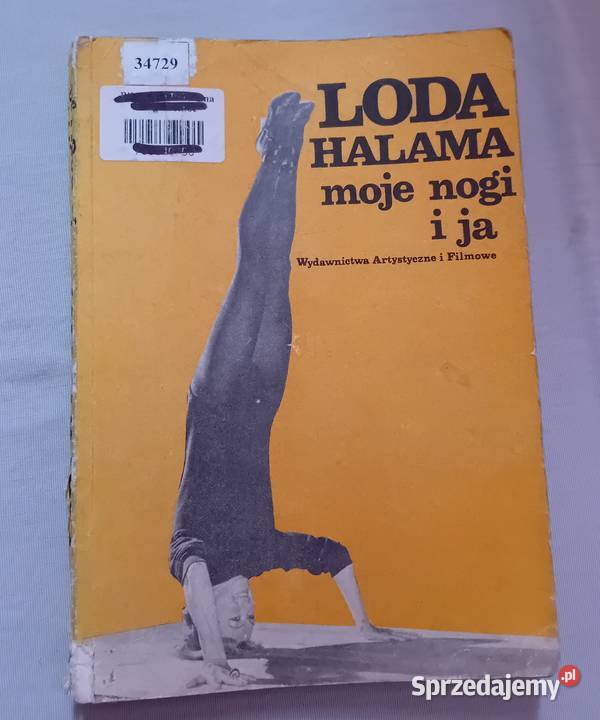 34729
LODA
HALAMA
moje nogi
i ja
Wydawnictwa Artystyczne i Filmowe
Sprzedajemy.pl